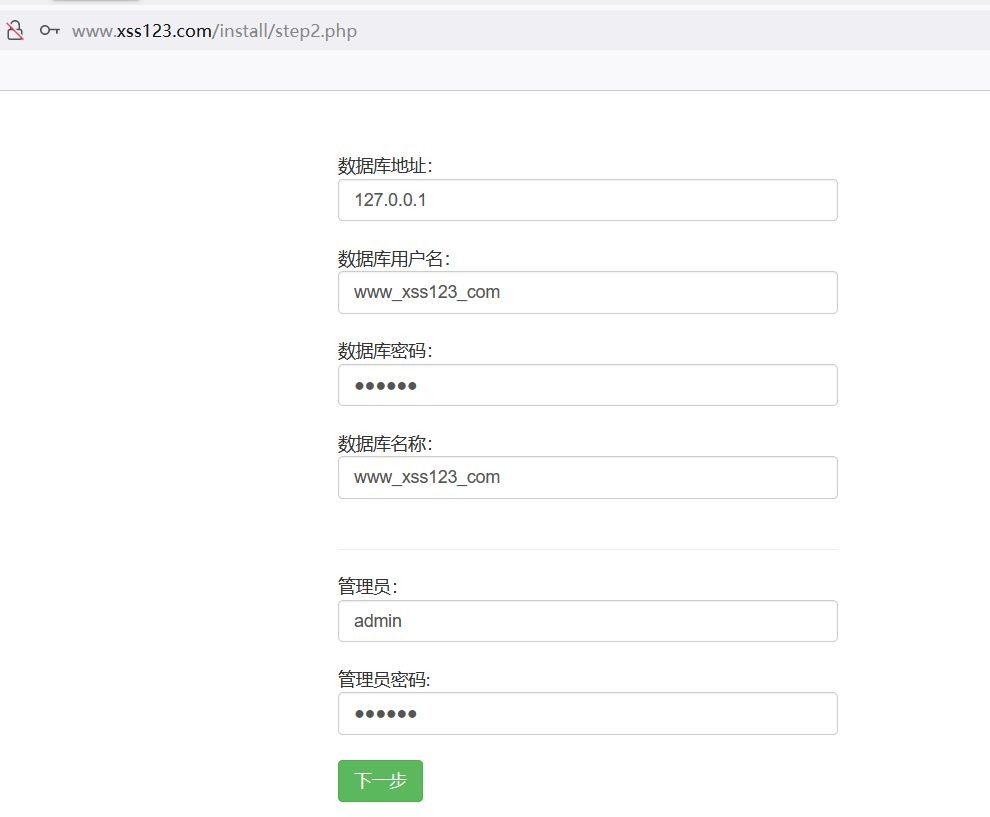 www.xss123.com/install/step2.php
数据库地址：
127.0.0.1
数据库用户名：
www_xss123_com
数据库密码：
••••••
数据库名称：
www_xss123_com
管理员：
admin
管理员密码:
••••••
下一步